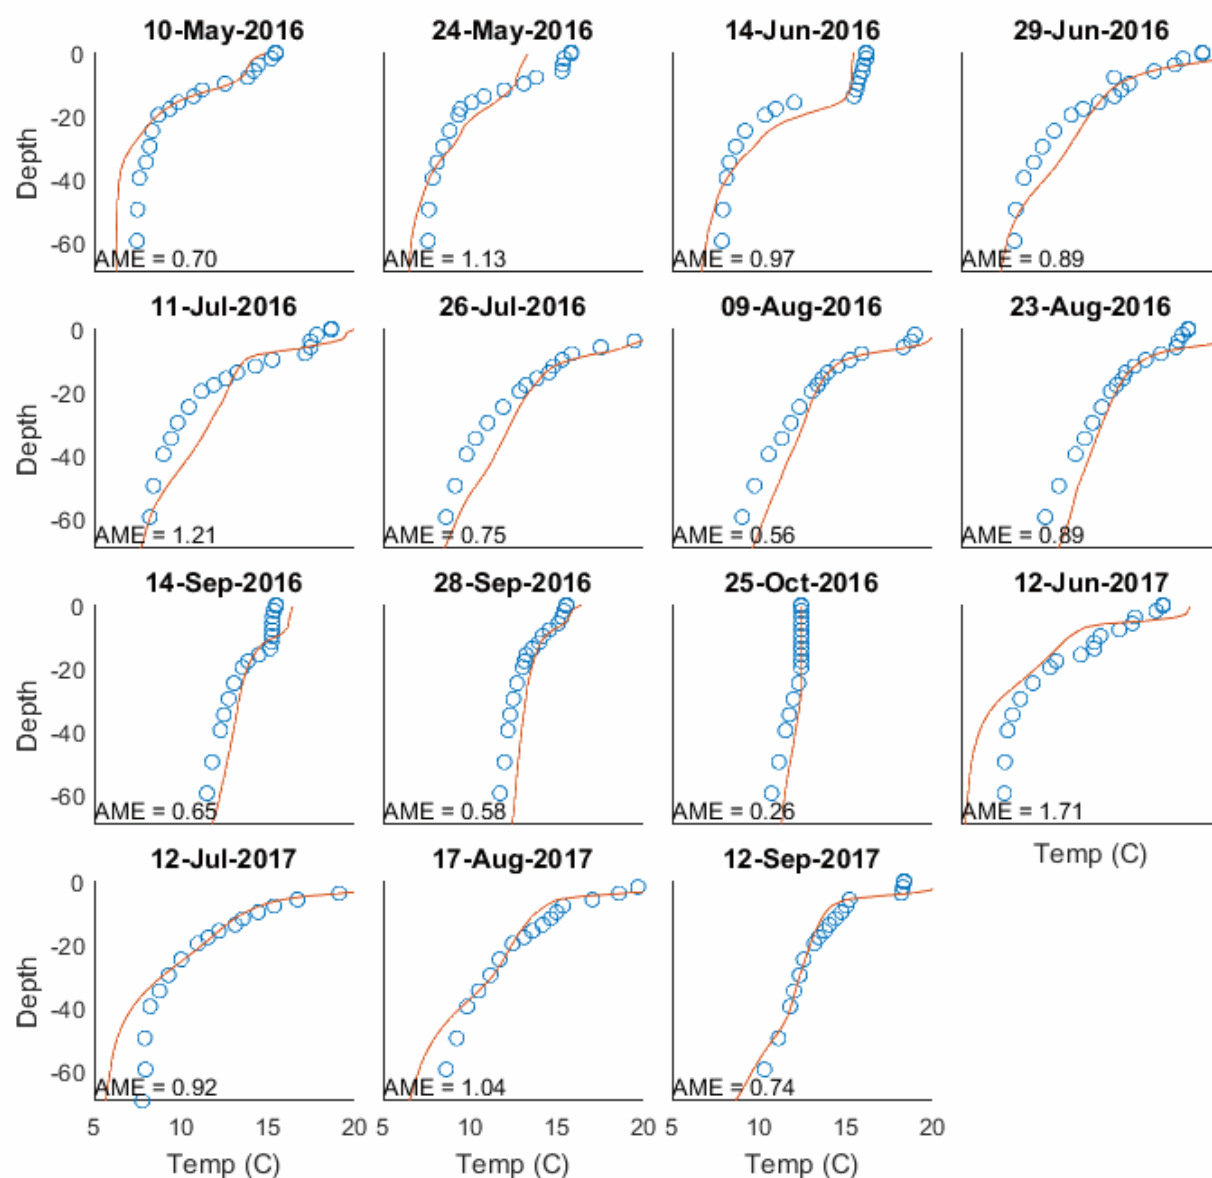 10-May-2016
24-May-2016
14-Jun-2016
29-Jun-2016
0
-20
-40
-60
Depth
AME = 0.70
AME = 1.13
AME = 0.97
AME = 0.89
11-Jul-2016
26-Jul-2016
09-Aug-2016
23-Aug-2016
0
-20
-40
-60
Depth
AME = 1.21
AME = 0.75
AME = 0.56
AME = 0.89
14-Sep-2016
28-Sep-2016
25-Oct-2016
12-Jun-2017
0
-20
-40
-60
Depth
AME = 0.65
AME = 0.58
AME = 0.26
AME = 1.71
Temp (C)
12-Jul-2017
17-Aug-2017
12-Sep-2017
0
-20
-40
-60
Depth
AME = 0.92
AME = 1.04
AME = 0.74
5 10 15 20
5 10 15 20
5 10 15 20
Temp (C)
Temp (C)
Temp (C)